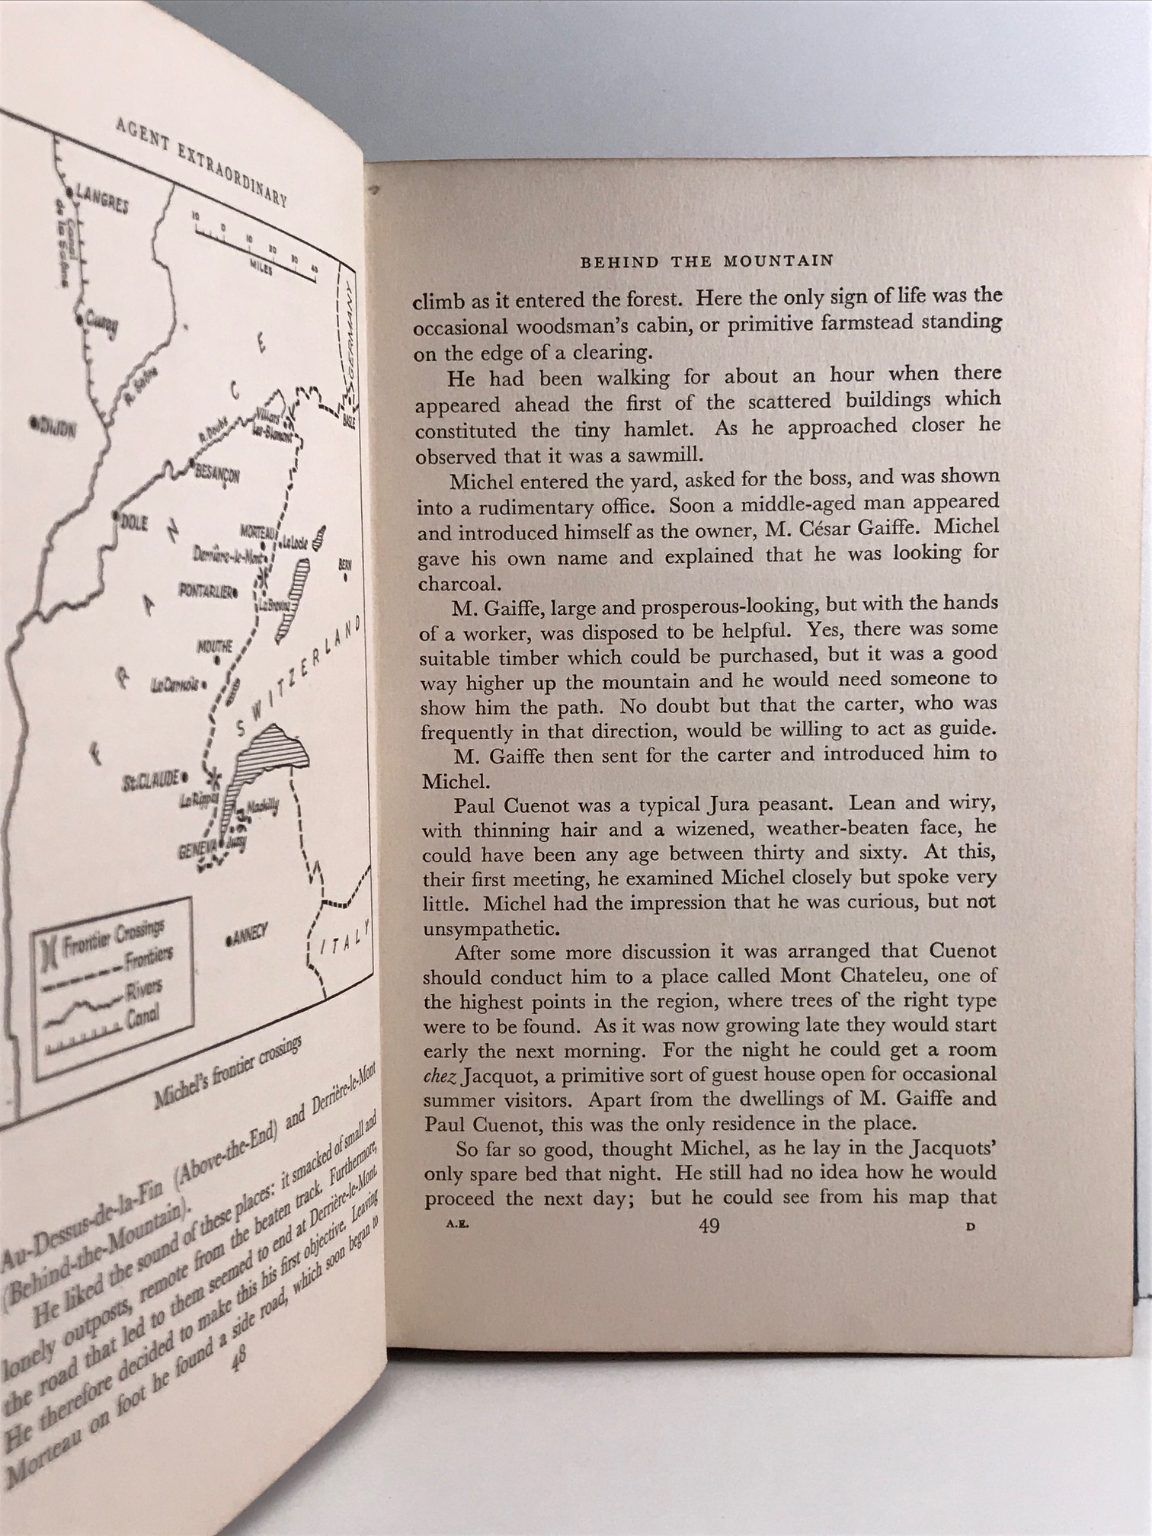 AGENT EXTRAORDINARY
LANGRES
Canal
de la Saône
R. Saône
DIJON
10 0 10 20 30 40
MILES
GERMANY
BASLE
Villars
les-Blamont
R. Doubs
BESANÇON
DOLE
MORTEAU
Le Locle
Derrière-le-Mont
BERN
PONTARLIER
La Brévine
MOUTHE
FRANCE
SWITZERLAND
St. CLAUDE
La Rippe
Machilly
GENEVA
Jussy
ANNECY
ITALY
Frontier Crossings
Frontiers
Rivers
Canal
Michel's frontier crossings
Au-Dessus-de-la-Fin (Above-the-End) and Derrière-le-Mont
(Behind-the-Mountain).
He liked the sound of these places: it smacked of small and
lonely outposts, remote from the beaten track. Furthermore,
the road that led to them seemed to end at Derrière-le-Mont.
He therefore decided to make this his first objective. Leaving
Morteau on foot he found a side road, which soon began to
48
BEHIND THE MOUNTAIN
climb as it entered the forest. Here the only sign of life was the
occasional woodsman's cabin, or primitive farmstead standing
on the edge of a clearing.
He had been walking for about an hour when there
appeared ahead the first of the scattered buildings which
constituted the tiny hamlet. As he approached closer he
observed that it was a sawmill.
Michel entered the yard, asked for the boss, and was shown
into a rudimentary office. Soon a middle-aged man appeared
and introduced himself as the owner, M. César Gaiffe. Michel
gave his own name and explained that he was looking for
charcoal.
M. Gaiffe, large and prosperous-looking, but with the hands
of a worker, was disposed to be helpful. Yes, there was some
suitable timber which could be purchased, but it was a good
way higher up the mountain and he would need someone to
show him the path. No doubt but that the carter, who was
frequently in that direction, would be willing to act as guide.
M. Gaiffe then sent for the carter and introduced him to
Michel.
Paul Cuenot was a typical Jura peasant. Lean and wiry,
with thinning hair and a wizened, weather-beaten face, he
could have been any age between thirty and sixty. At this,
their first meeting, he examined Michel closely but spoke very
little. Michel had the impression that he was curious, but not
unsympathetic.
After some more discussion it was arranged that Cuenot
should conduct him to a place called Mont Chateleu, one of
the highest points in the region, where trees of the right type
were to be found. As it was now growing late they would start
early the next morning. For the night he could get a room
chez Jacquot, a primitive sort of guest house open for occasional
summer visitors. Apart from the dwellings of M. Gaiffe and
Paul Cuenot, this was the only residence in the place.
So far so good, thought Michel, as he lay in the Jacquots'
only spare bed that night. He still had no idea how he would
proceed the next day; but he could see from his map that
A.E. 49 D